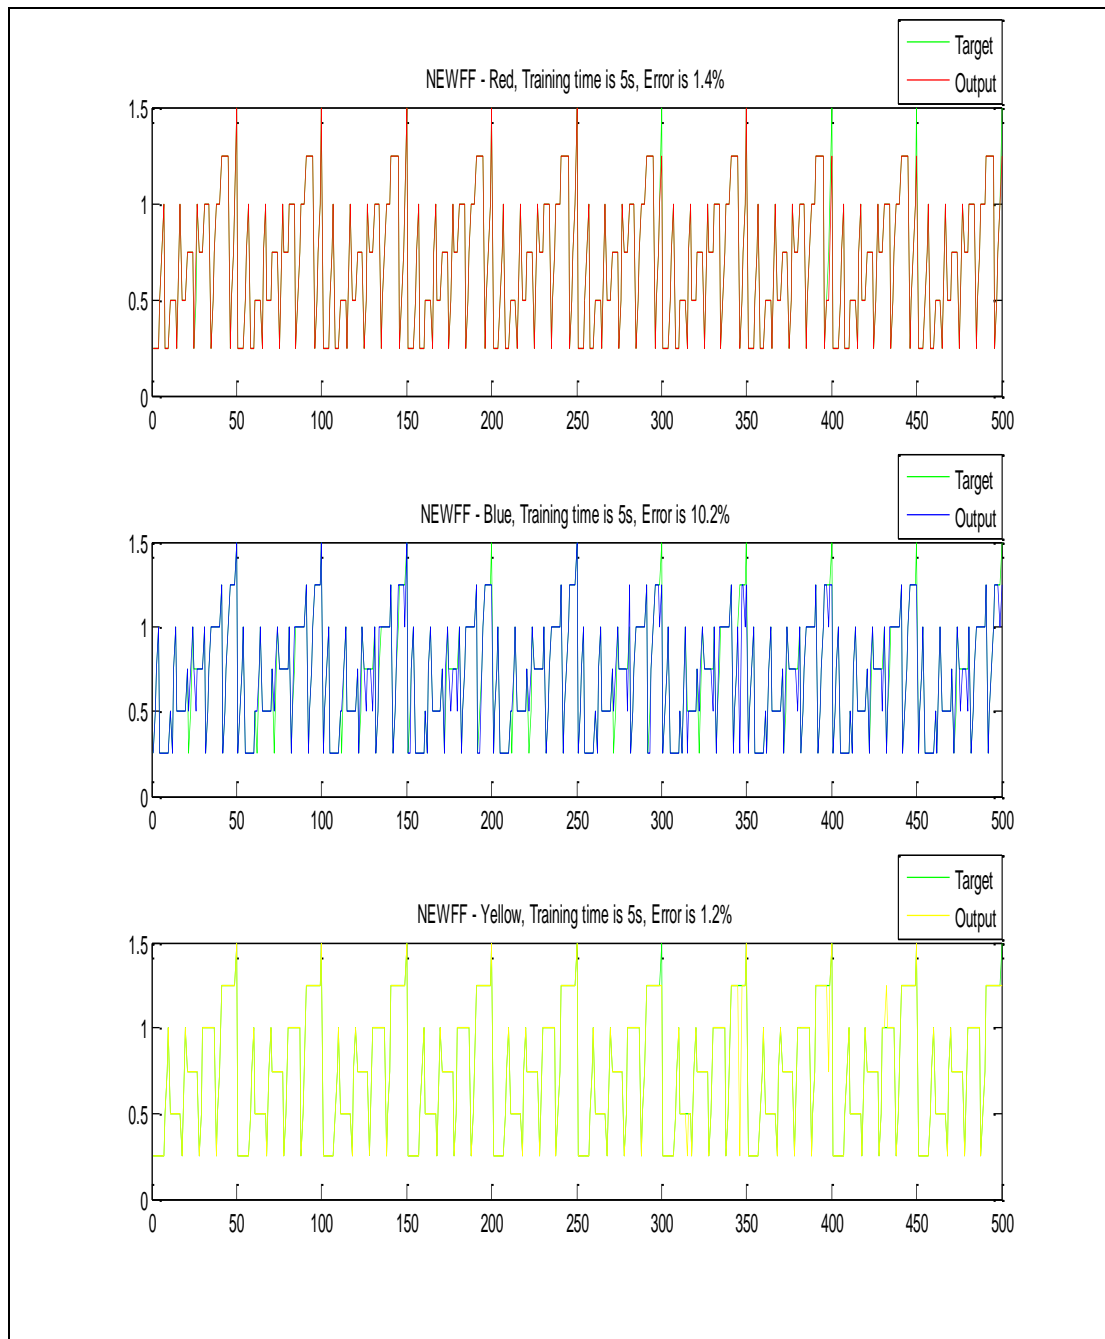 Target
Output
NEWFF - Red, Training time is 5s, Error is 1.4%
1.5
1
0.5
0
0 50 100 150 200 250 300 350 400 450 500
Target
Output
NEWFF - Blue, Training time is 5s, Error is 10.2%
1.5
1
0.5
0
0 50 100 150 200 250 300 350 400 450 500
Target
Output
NEWFF - Yellow, Training time is 5s, Error is 1.2%
1.5
1
0.5
0
0 50 100 150 200 250 300 350 400 450 500